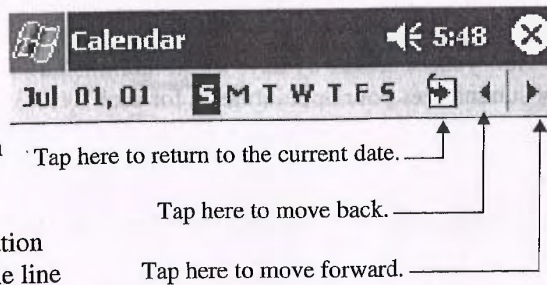 Calendar 5:48
Jul 01, 01 S M T W T F S
Tap here to return to the current date.
Tap here to move back.
Tap here to move forward.
e line